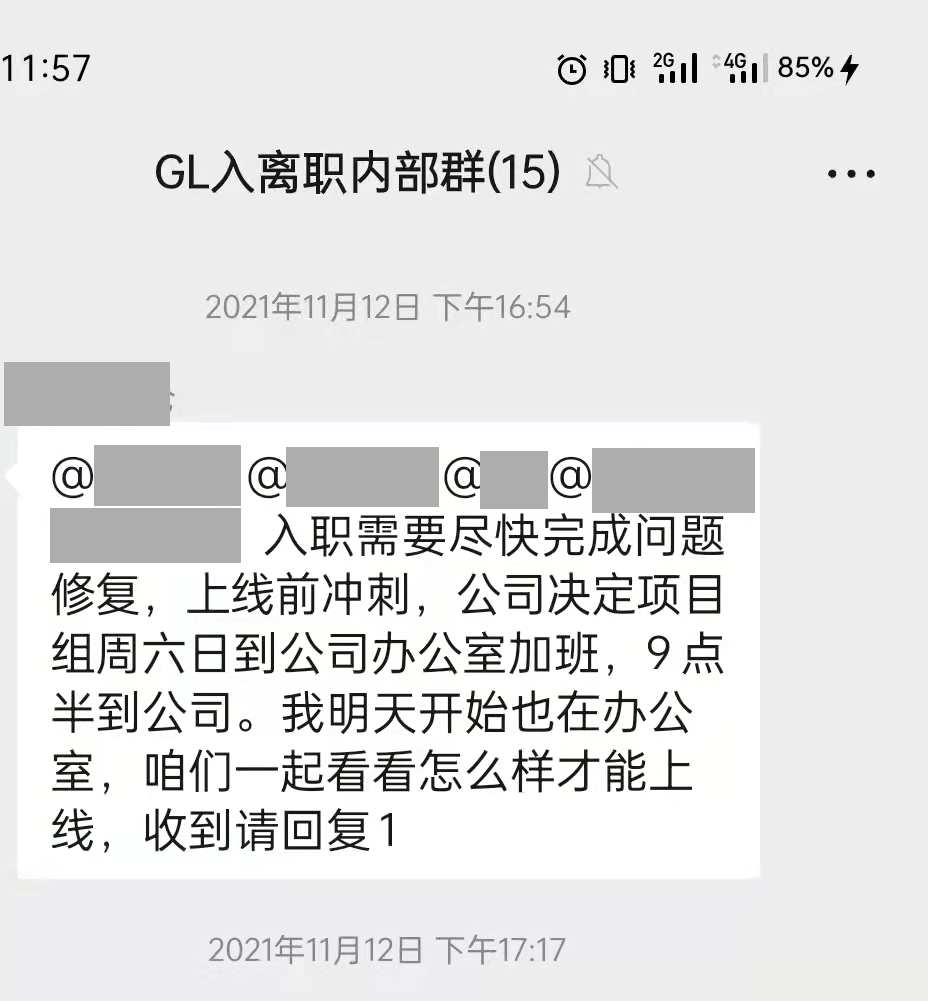 11:57 2G 4G 85%
GL入离职内部群(15)
2021年11月12日 下午16:54
@ @ @ @
入职需要尽快完成问题
修复，上线前冲刺，公司决定项目
组周六日到公司办公室加班，9点
半到公司。我明天开始也在办公
室，咱们一起看看怎么样才能上
线，收到请回复1
2021年11月12日 下午17:17